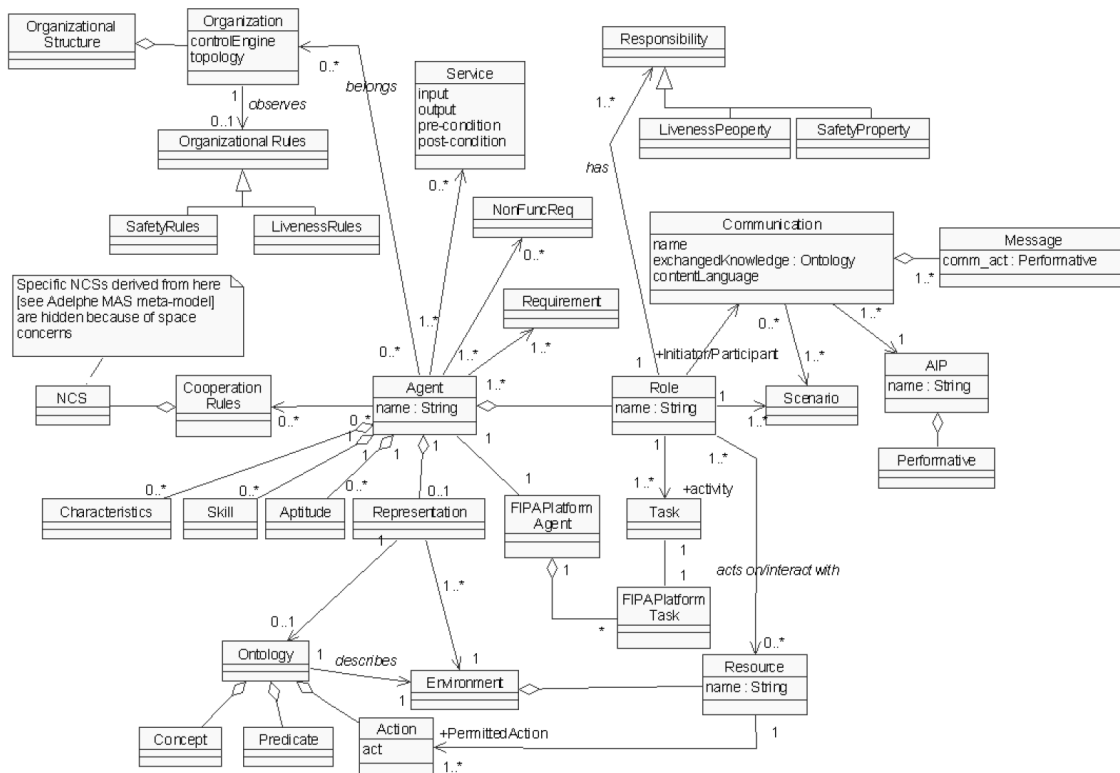 Organizational
Structure
Organization
controlEngine
topology
0..*
belongs
1
observes
0..1
Organizational Rules
SafetyRules
LivenessRules
Service
input
output
pre-condition
post-condition
0..*
Responsibility
1..*
LivenessPeoperty
SafetyProperty
has
NonFuncReq
0..*
Communication
name
exchangedKnowledge : Ontology
contentLanguage
Message
comm_act : Performative
1..*
Specific NCSs derived from here
[see Adelphe MAS meta-model]
are hidden because of space
concerns
Requirement
1..*
1..*
0..*
1..*
0..*
1..*
1
1..*
1
+Initiator/Participant
1..*
AIP
name : String
NCS
Cooperation
Rules
0..*
Agent
name : String
1..*
Role
name : String
1
1..*
Scenario
Performative
0..*
1
1
1
1
1
1..*
0..*
0..*
0..*
0..1
1
1..*
+activity
Characteristics
Skill
Aptitude
Representation
FIPAPlatform
Agent
Task
1
1
1
1
1..*
acts on/interact with
FIPAPlatform
Task
*
0..1
0..*
Ontology
1
describes
1
Environment
1
Resource
name : String
Concept
Predicate
Action
act
+PermittedAction
1..*
1